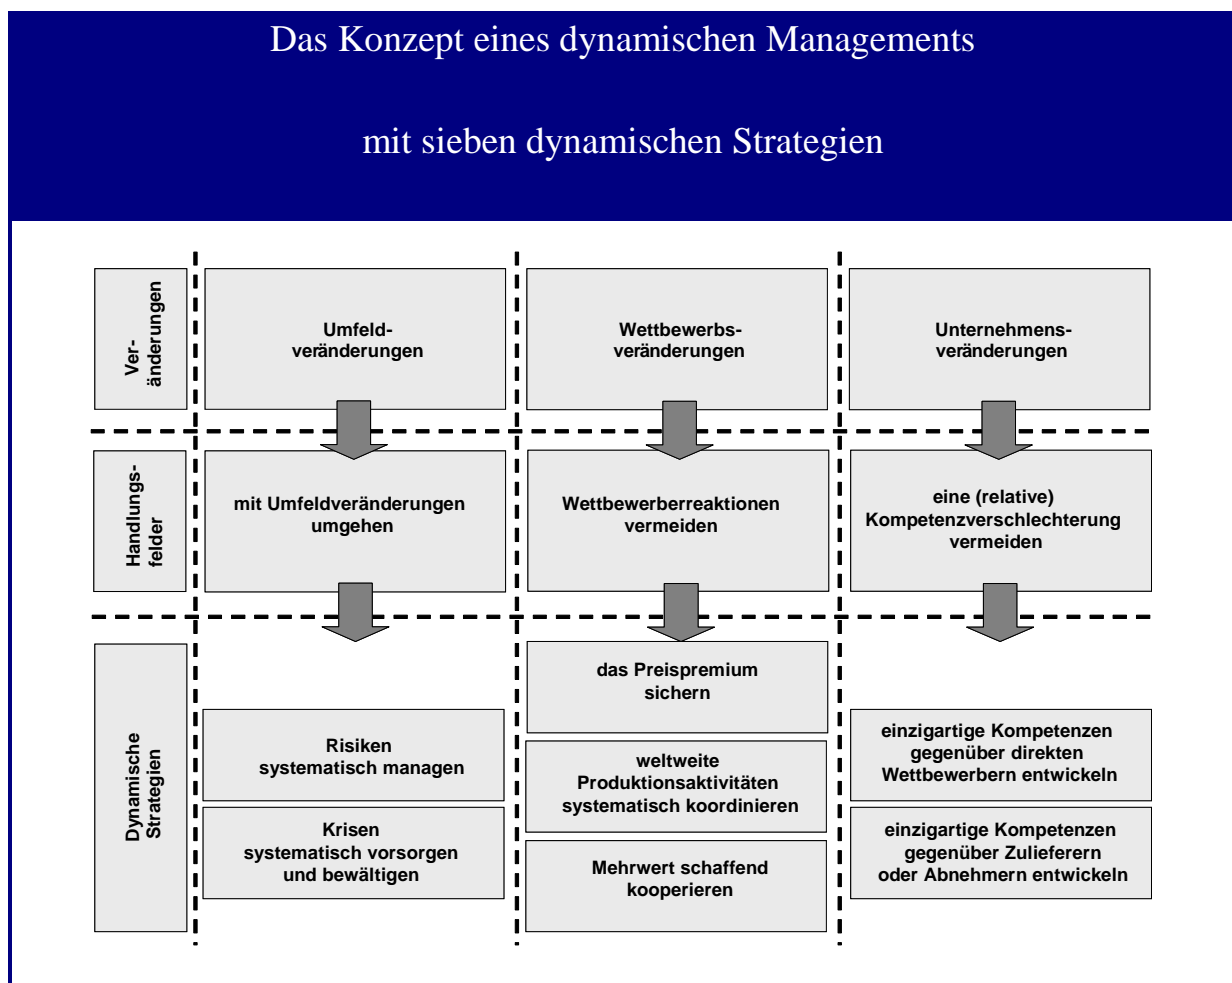 Das Konzept eines dynamischen Managements
mit sieben dynamischen Strategien
Ver-
änderungen
Umfeld-
veränderungen
Wettbewerbs-
veränderungen
Unternehmens-
veränderungen
Handlungs-
felder
mit Umfeldveränderungen
umgehen
Wettbewerberreaktionen
vermeiden
eine (relative)
Kompetenzverschlechterung
vermeiden
Dynamische
Strategien
Risiken
systematisch managen
Krisen
systematisch vorsorgen
und bewältigen
das Preispremium
sichern
weltweite
Produktionsaktivitäten
systematisch koordinieren
Mehrwert schaffend
kooperieren
einzigartige Kompetenzen
gegenüber direkten
Wettbewerbern entwickeln
einzigartige Kompetenzen
gegenüber Zulieferern
oder Abnehmern entwickeln